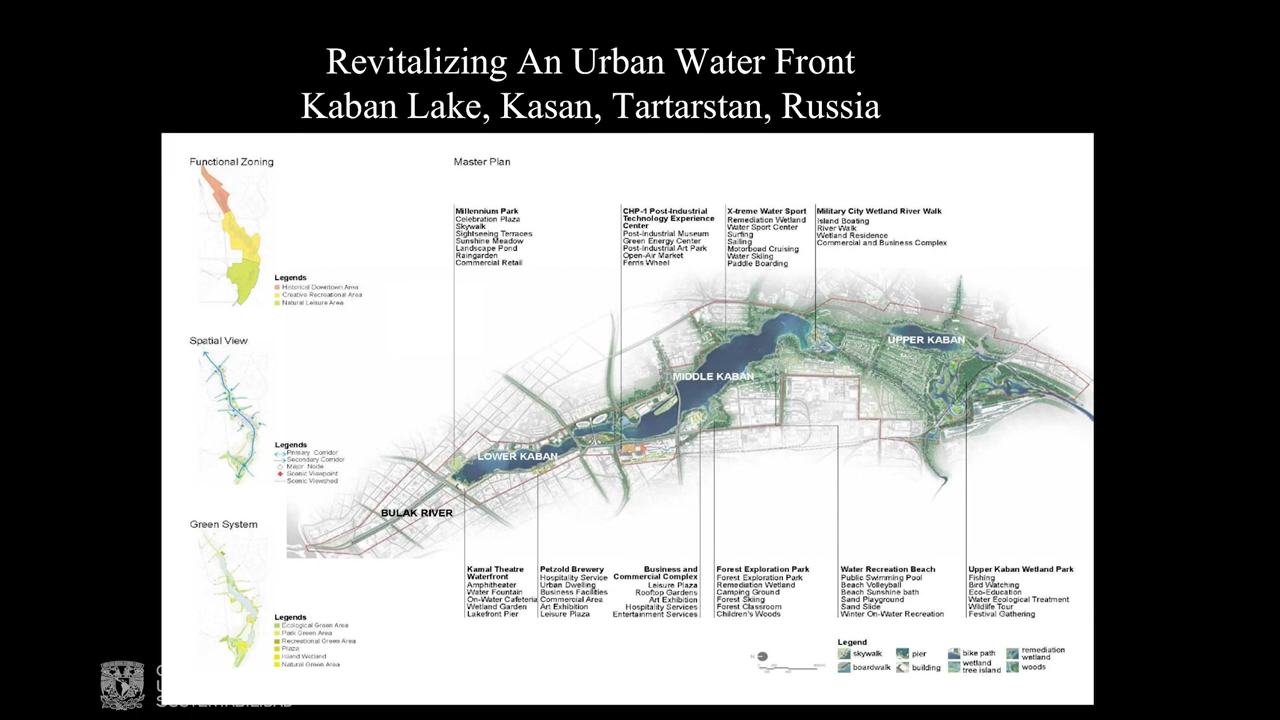 Revitalizing An Urban Water Front
Kaban Lake, Kasan, Tartarstan, Russia
Functional Zoning
Legends
Historical Downtown Area
Creative Recreational Area
Natural Leisure Area
Spatial View
Legends
Primary Corridor
Secondary Corridor
Major Node
Scenic Viewpoint
Scenic Viewshed
Green System
Legends
Ecological Green Area
Park Green Area
Recreational Green Area
Plaza
Island Wetland
Natural Green Area
Master Plan
Millennium Park
Celebration Plaza
Skywalk
Sightseeing Terraces
Sunshine Meadow
Landscape Pond
Raingarden
Commercial Retail
CHP-1 Post-Industrial
Technology Experience
Center
Post-Industrial Museum
Green Energy Center
Post-Industrial Art Park
Open-Air Market
Ferris Wheel
X-treme Water Sport
Remediation Wetland
Water Sport Center
Surfing
Sailing
Motorboad Cruising
Water Skiing
Paddle Boarding
Military City Wetland River Walk
Island Boating
River Walk
Wetland Residence
Commercial and Business Complex
UPPER KABAN
MIDDLE KABAN
LOWER KABAN
BULAK RIVER
Kamal Theatre
Waterfront
Amphitheater
Water Fountain
On-Water Cafeteria
Wetland Garden
Lakefront Pier
Petzold Brewery
Hospitality Service
Urban Dwelling
Business Facilities
Commercial Area
Art Exhibition
Leisure Plaza
Business and
Commercial Complex
Leisure Plaza
Rooftop Gardens
Art Exhibition
Hospitality Services
Entertainment Services
Forest Exploration Park
Forest Exploration Park
Remediation Wetland
Camping Ground
Forest Skiing
Forest Classroom
Children's Woods
Water Recreation Beach
Public Swimming Pool
Beach Volleyball
Beach Sunshine bath
Sand Playground
Sand Slide
Winter On-Water Recreation
Upper Kaban Wetland Park
Fishing
Bird Watching
Eco-Education
Water Ecological Treatment
Wildlife Tour
Festival Gathering
Legend
skywalk
pier
bike path
remediation
wetland
boardwalk
building
wetland
tree island
woods
N